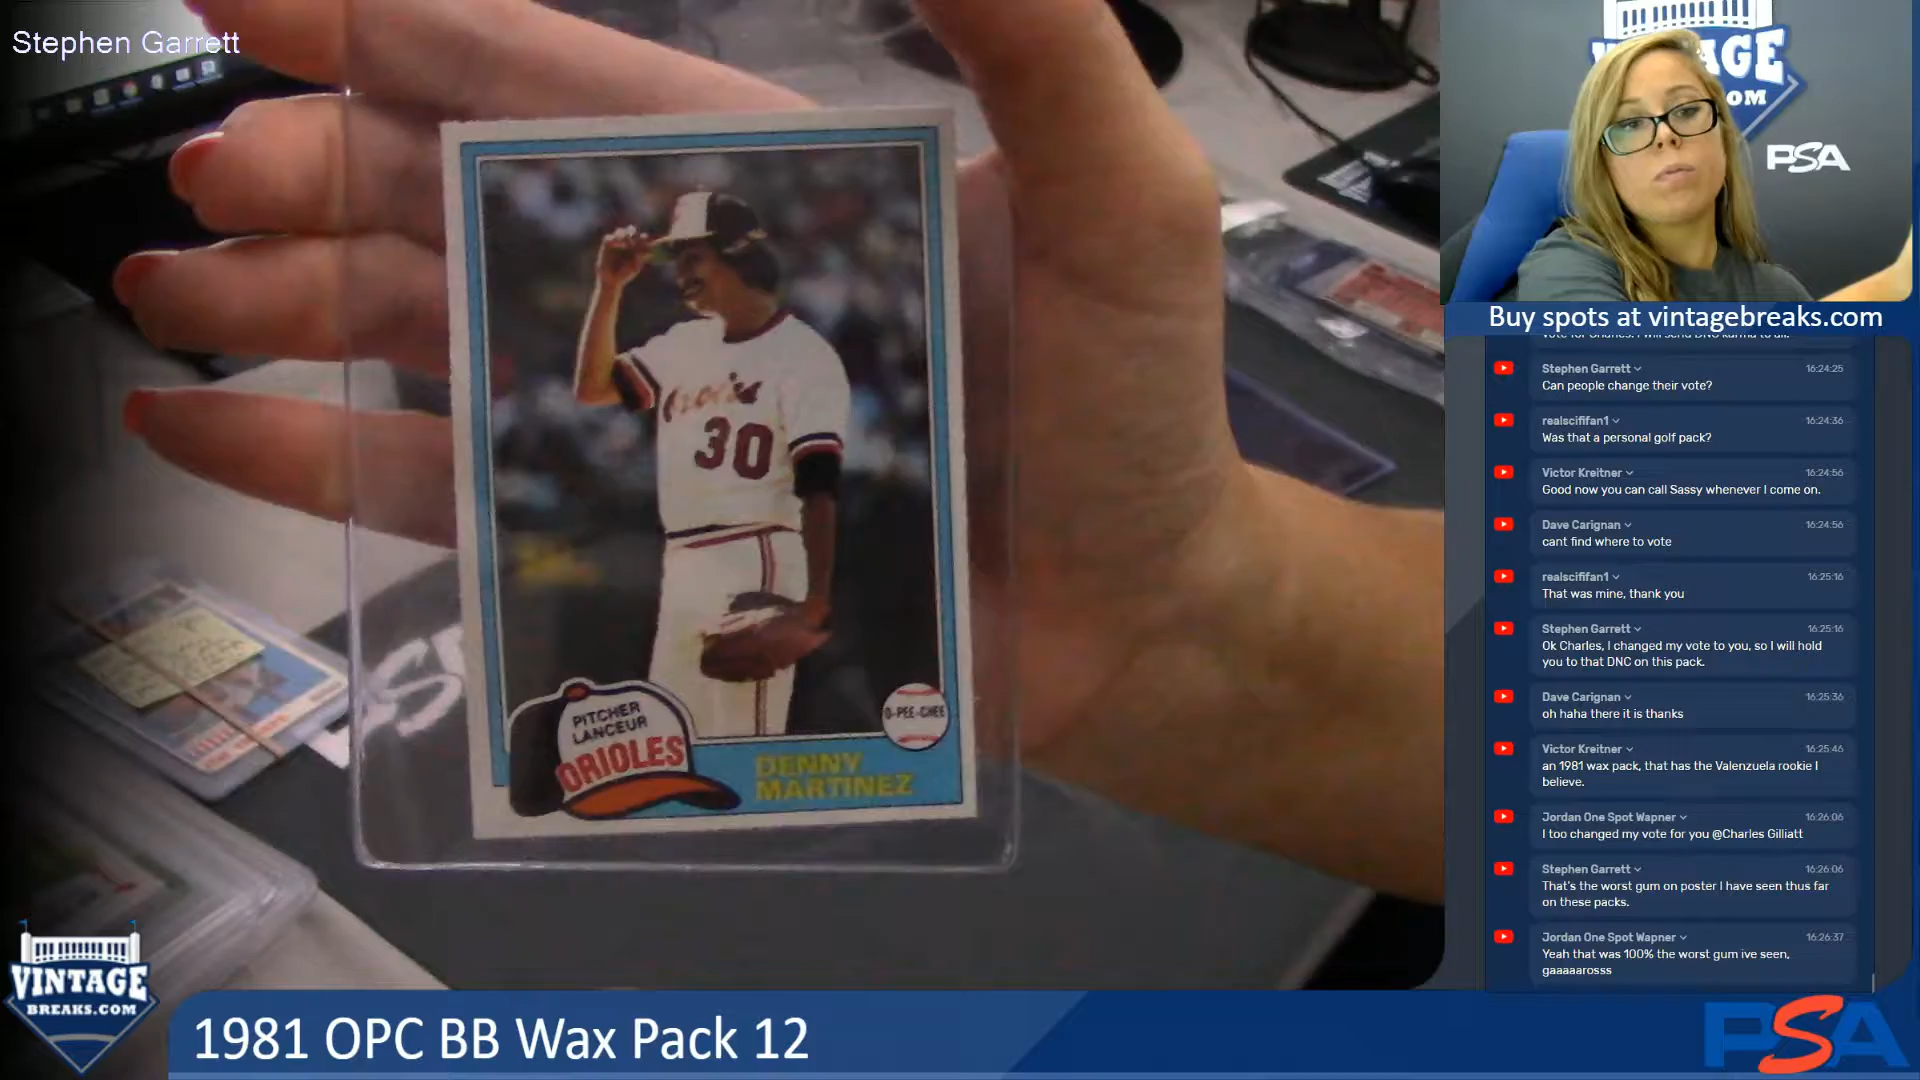 Stephen Garrett
PITCHER
LANCEUR
ORIOLES
O-PEE-CHEE
DENNY
MARTINEZ
30
VINTAGE
BREAKS.COM
1981 OPC BB Wax Pack 12
AGE
OM
PSA
Buy spots at vintagebreaks.com
Stephen Garrett 16:24:25
Can people change their vote?
realscififan1 16:24:36
Was that a personal golf pack?
Victor Kreitner 16:24:56
Good now you can call Sassy whenever I come on.
Dave Carignan 16:24:56
cant find where to vote
realscififan1 16:25:16
That was mine, thank you
Stephen Garrett 16:25:16
Ok Charles, I changed my vote to you, so I will hold
you to that DNC on this pack.
Dave Carignan 16:25:36
oh haha there it is thanks
Victor Kreitner 16:25:46
an 1981 wax pack, that has the Valenzuela rookie I
believe.
Jordan One Spot Wapner 16:26:06
I too changed my vote for you @Charles Gilliatt
Stephen Garrett 16:26:06
That's the worst gum on poster I have seen thus far
on these packs.
Jordan One Spot Wapner 16:26:37
Yeah that was 100% the worst gum ive seen,
gaaaaarosss
PSA